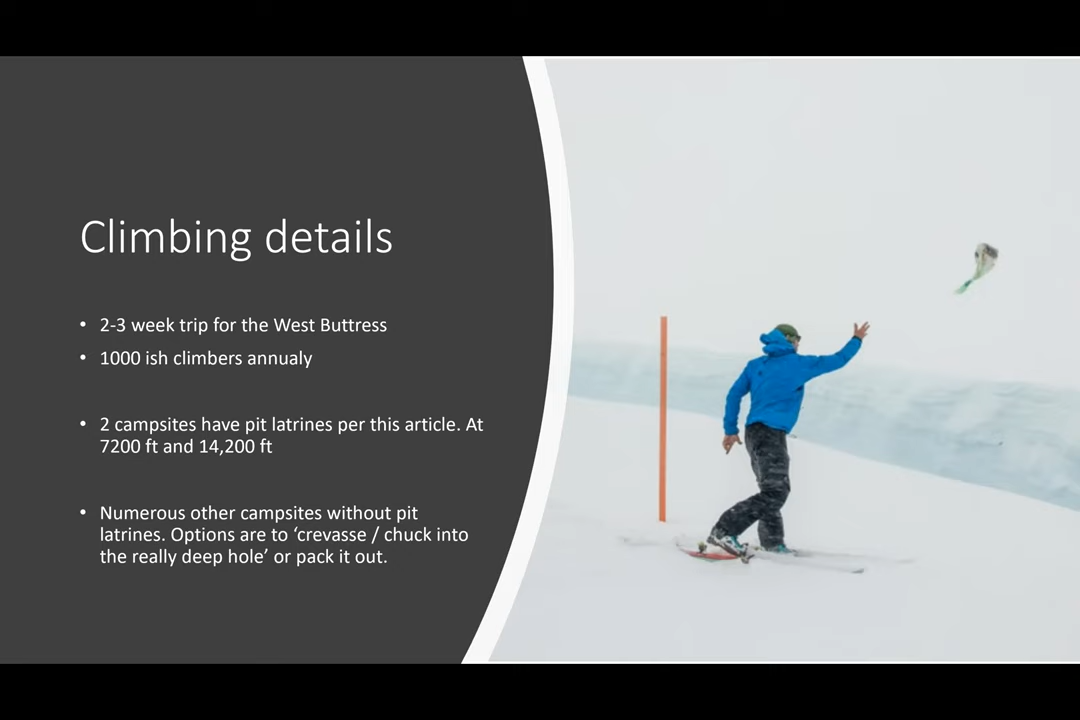 Climbing details
• 2-3 week trip for the West Buttress
• 1000 ish climbers annualy
• 2 campsites have pit latrines per this article. At
7200 ft and 14,200 ft
• Numerous other campsites without pit
latrines. Options are to ‘crevasse / chuck into
the really deep hole’ or pack it out.